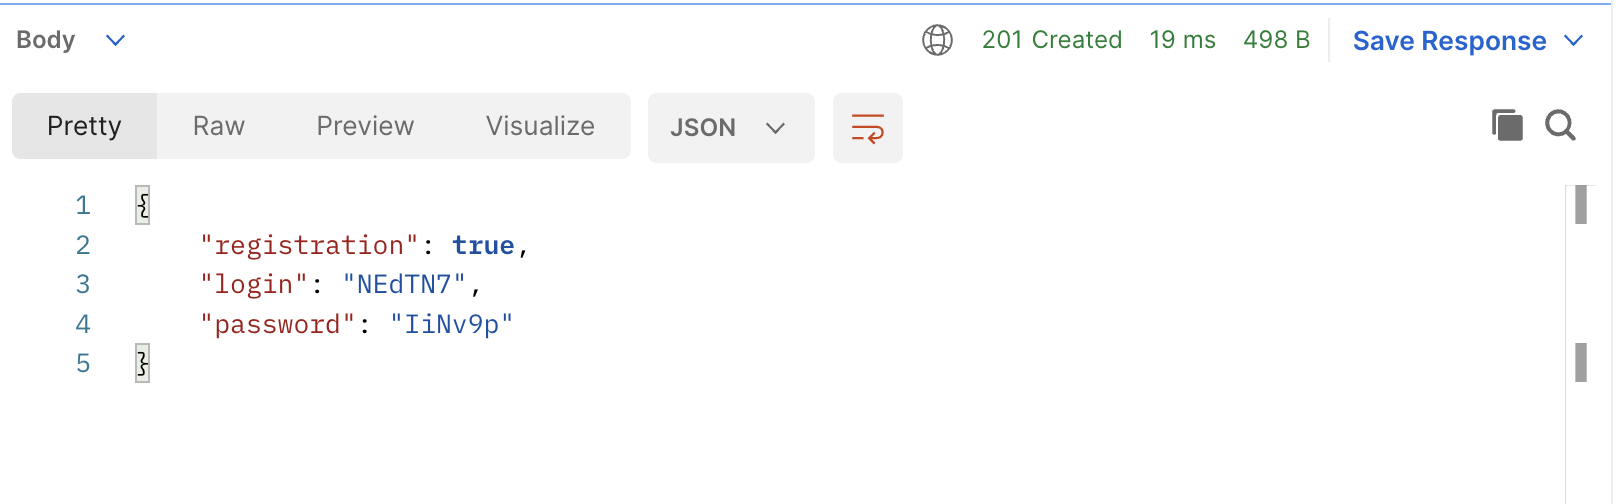 Body 201 Created 19 ms 498 B Save Response
Pretty Raw Preview Visualize JSON
1 {
2 "registration": true,
3 "login": "NEdTN7",
4 "password": "IiNv9p"
5 }